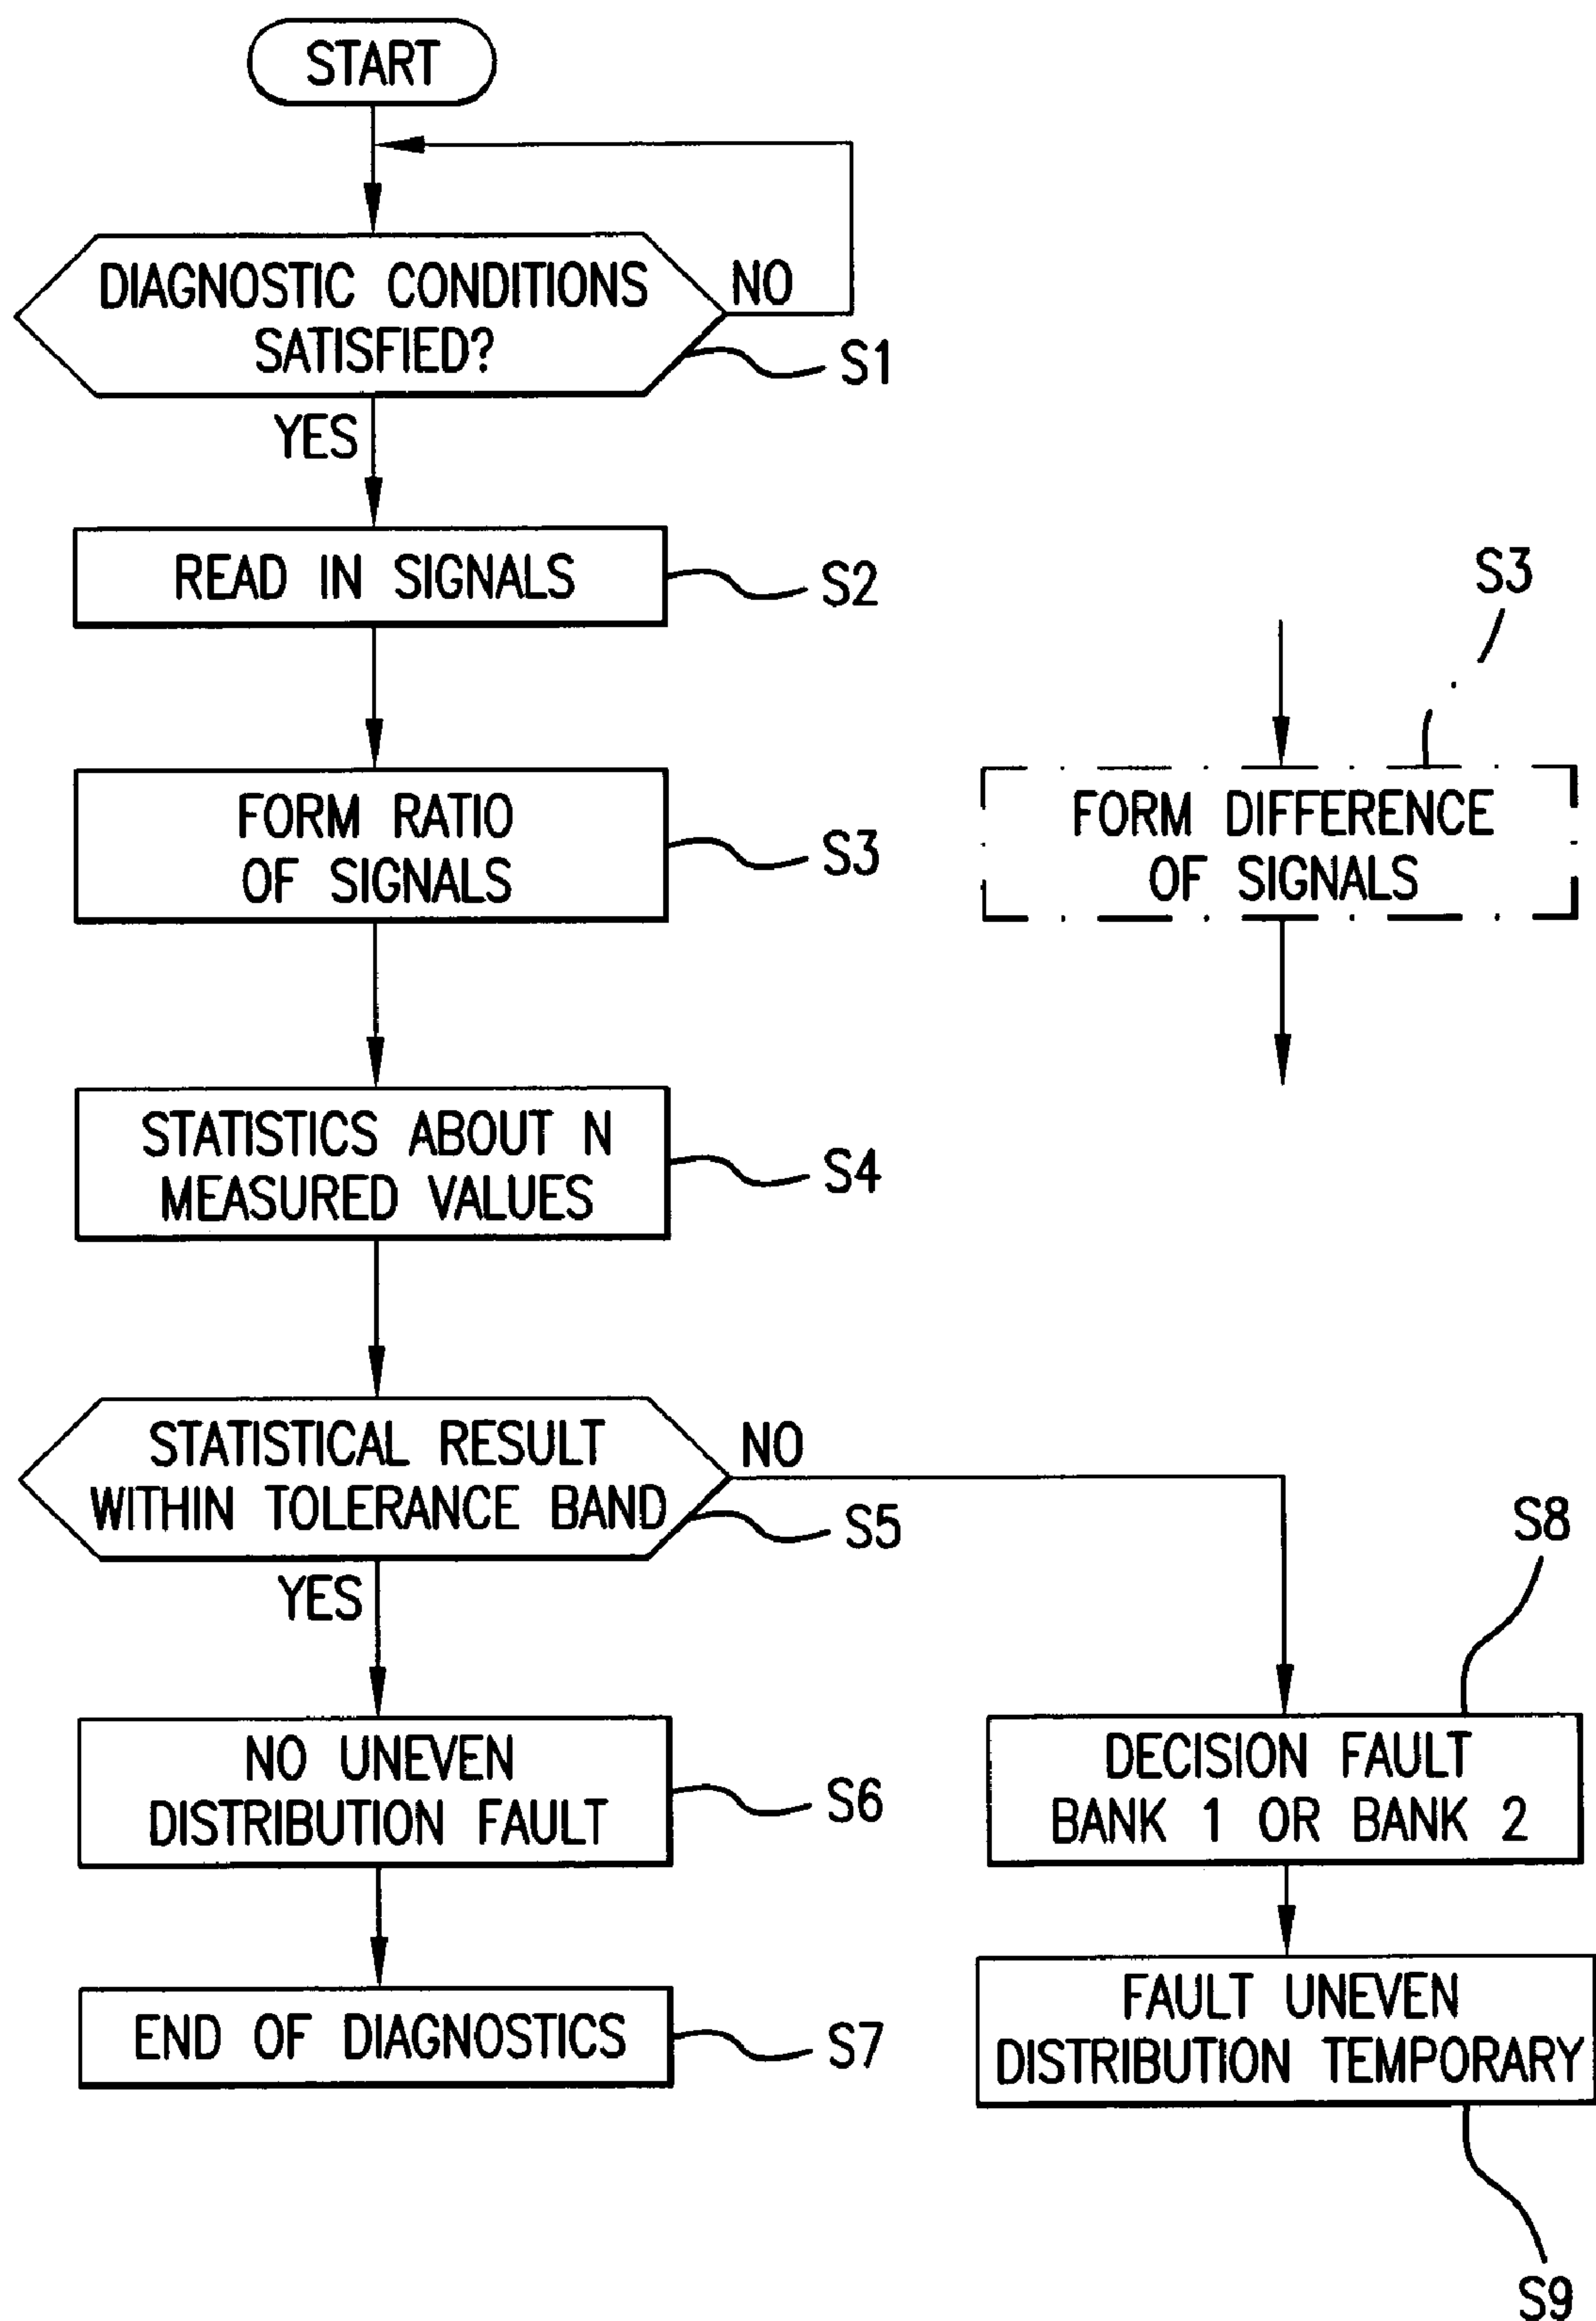 START
DIAGNOSTIC CONDITIONS
SATISFIED?
NO
S1
YES
READ IN SIGNALS
S2
FORM RATIO
OF SIGNALS
S3
S3
FORM DIFFERENCE
OF SIGNALS
STATISTICS ABOUT N
MEASURED VALUES
S4
STATISTICAL RESULT
WITHIN TOLERANCE BAND
NO
S5
YES
NO UNEVEN
DISTRIBUTION FAULT
S6
END OF DIAGNOSTICS
S7
S8
DECISION FAULT
BANK 1 OR BANK 2
FAULT UNEVEN
DISTRIBUTION TEMPORARY
S9